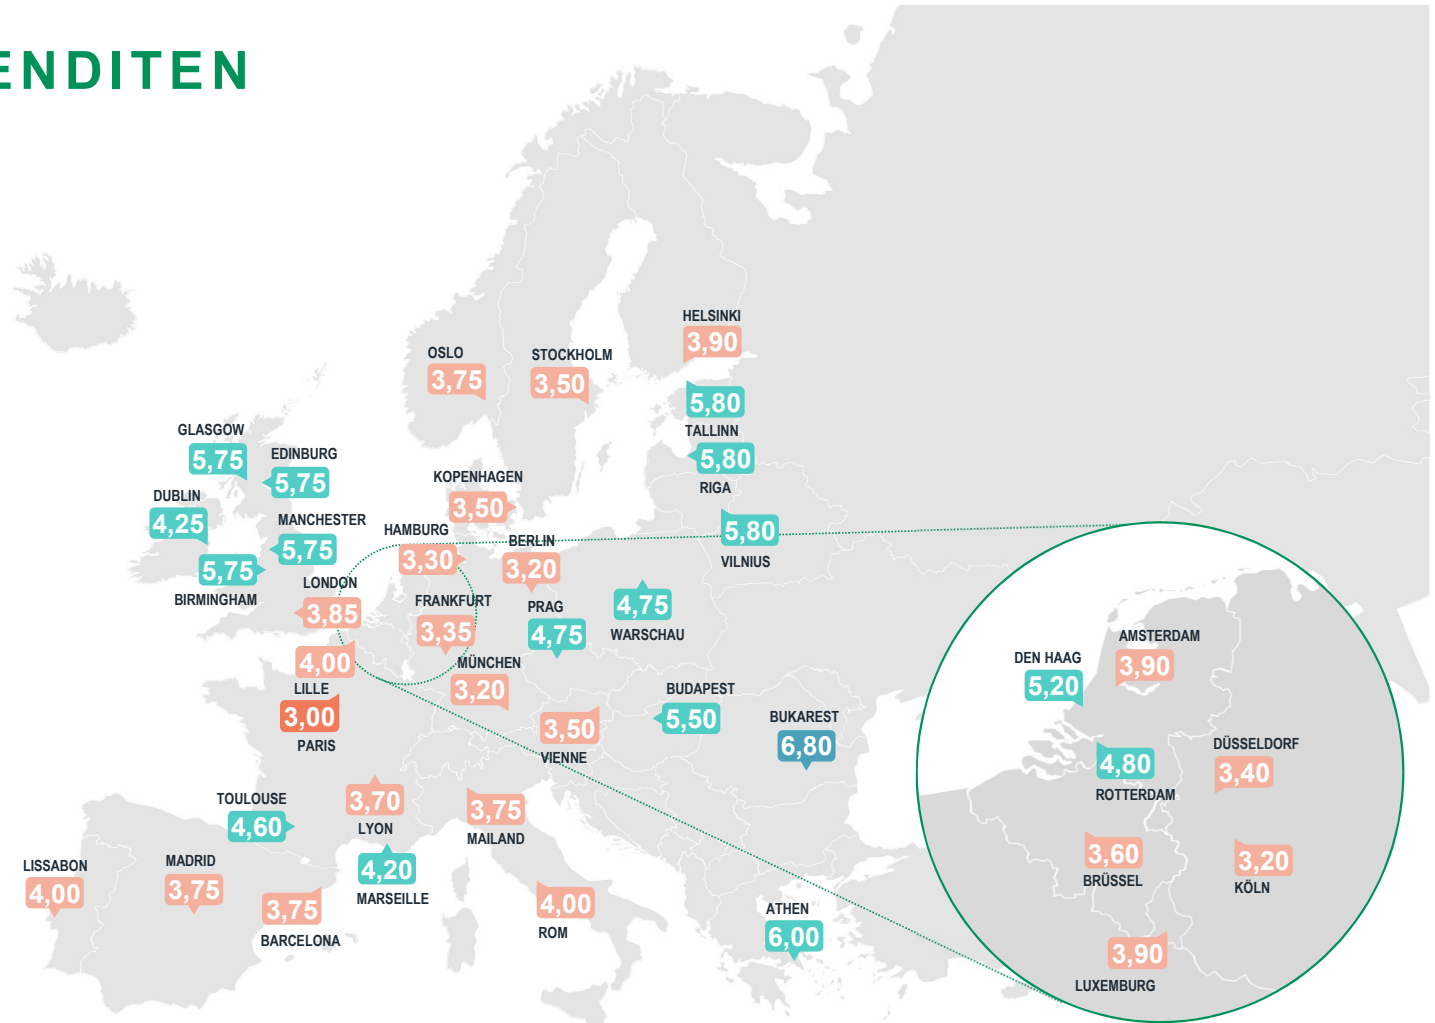 ENDITEN
HELSINKI
3,90
OSLO
3,75
STOCKHOLM
3,50
5,80
TALLINN
5,80
RIGA
5,80
VILNIUS
GLASGOW
5,75
EDINBURG
5,75
DUBLIN
4,25
MANCHESTER
5,75
5,75
BIRMINGHAM
KOPENHAGEN
3,50
HAMBURG
3,30
BERLIN
3,20
LONDON
3,85
FRANKFURT
3,35
PRAG
4,75
4,75
WARSCHAU
4,00
LILLE
3,00
PARIS
MÜNCHEN
3,20
3,50
VIENNE
BUDAPEST
5,50
BUKAREST
6,80
TOULOUSE
4,60
3,70
LYON
3,75
MAILAND
4,20
MARSEILLE
LISSABON
4,00
MADRID
3,75
3,75
BARCELONA
4,00
ROM
ATHEN
6,00
AMSTERDAM
3,90
DEN HAAG
5,20
4,80
ROTTERDAM
DÜSSELDORF
3,40
3,60
BRÜSSEL
3,20
KÖLN
3,90
LUXEMBURG